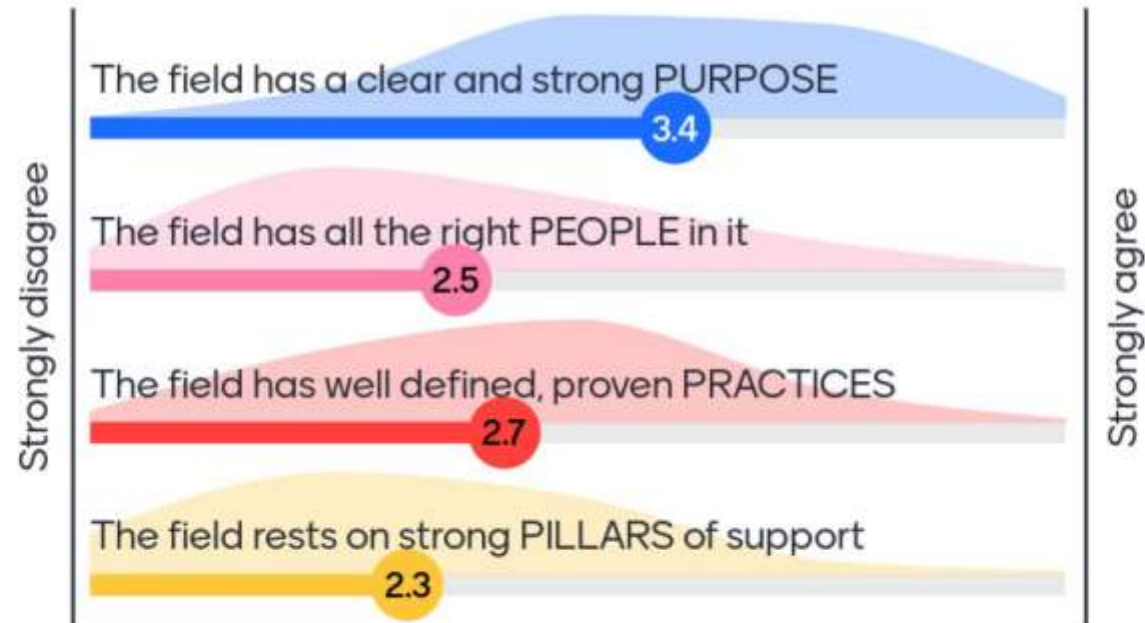 Strongly disagree
The field has a clear and strong PURPOSE
3.4
The field has all the right PEOPLE in it
2.5
The field has well defined, proven PRACTICES
2.7
The field rests on strong PILLARS of support
2.3
Strongly agree